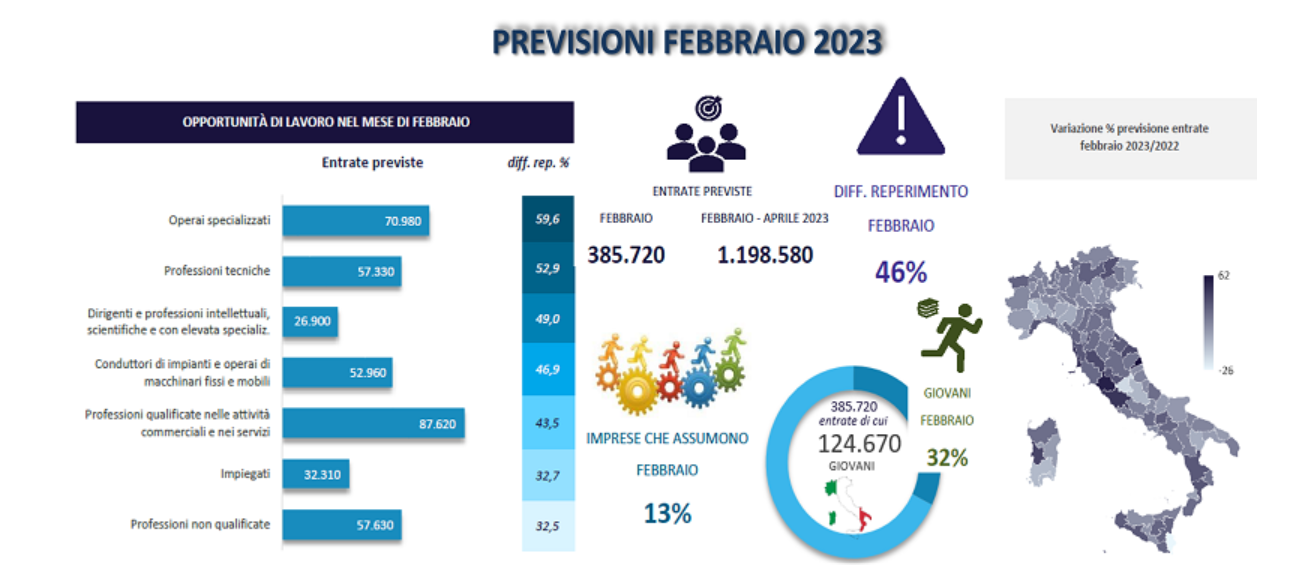 PREVISIONI FEBBRAIO 2023
OPPORTUNITÀ DI LAVORO NEL MESE DI FEBBRAIO
Entrate previste
diff. rep. %
Operai specializzati
70.980
59,6
Professioni tecniche
57.330
52,9
Dirigenti e professioni intellettuali,
scientifiche e con elevata specializ.
26.900
49,0
Conduttori di impianti e operai di
macchinari fissi e mobili
52.960
46,9
Professioni qualificate nelle attività
commerciali e nei servizi
87.620
43,5
Impiegati
32.310
32,7
Professioni non qualificate
57.630
32,5
ENTRATE PREVISTE
FEBBRAIO
FEBBRAIO - APRILE 2023
385.720
1.198.580
DIFF. REPERIMENTO
FEBBRAIO
46%
IMPRESE CHE ASSUMONO
FEBBRAIO
13%
385.720
entrate di cui
124.670
GIOVANI
GIOVANI
FEBBRAIO
32%
Variazione % previsione entrate
febbraio 2023/2022
62
-26